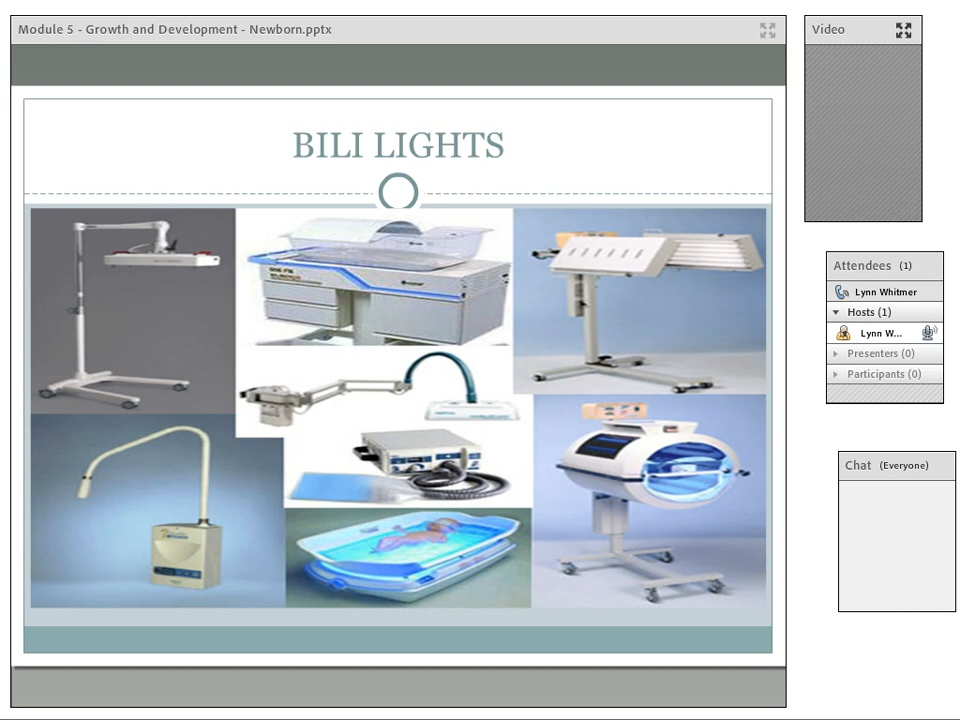 Module 5 - Growth and Development - Newborn.pptx
BILI LIGHTS
Video
Attendees (1)
Lynn Whitmer
Hosts (1)
Lynn W...
Presenters (0)
Participants (0)
Chat (Everyone)